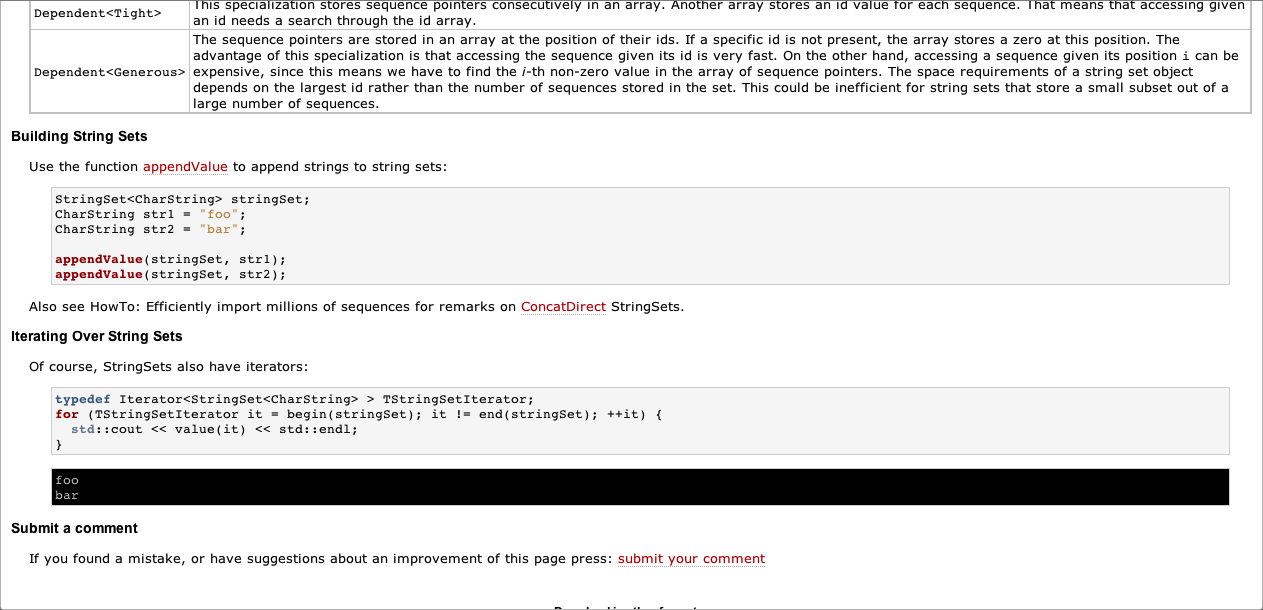 This specialization stores sequence pointers consecutively in an array. Another array stores an id value for each sequence. That means that accessing given
Dependent<Tight>
an id needs a search through the id array.
The sequence pointers are stored in an array at the position of their ids. If a specific id is not present, the array stores a zero at this position. The
advantage of this specialization is that accessing the sequence given its id is very fast. On the other hand, accessing a sequence given its position i can be
Dependent<Generous> expensive, since this means we have to find the i-th non-zero value in the array of sequence pointers. The space requirements of a string set object
depends on the largest id rather than the number of sequences stored in the set. This could be inefficient for string sets that store a small subset out of a
large number of sequences.
Building String Sets
Use the function appendValue to append strings to string sets:
StringSet<CharString> stringSet;
CharString str1 = "foo";
CharString str2 = "bar";
appendValue(stringSet, str1);
appendValue(stringSet, str2);
Also see HowTo: Efficiently import millions of sequences for remarks on ConcatDirect StringSets.
Iterating Over String Sets
Of course, StringSets also have iterators:
typedef Iterator<StringSet<CharString> > TStringSetIterator;
for (TStringSetIterator it = begin(stringSet); it != end(stringSet); ++it) {
std::cout << value(it) << std::endl;
}
foo
bar
Submit a comment
If you found a mistake, or have suggestions about an improvement of this page press: submit your comment